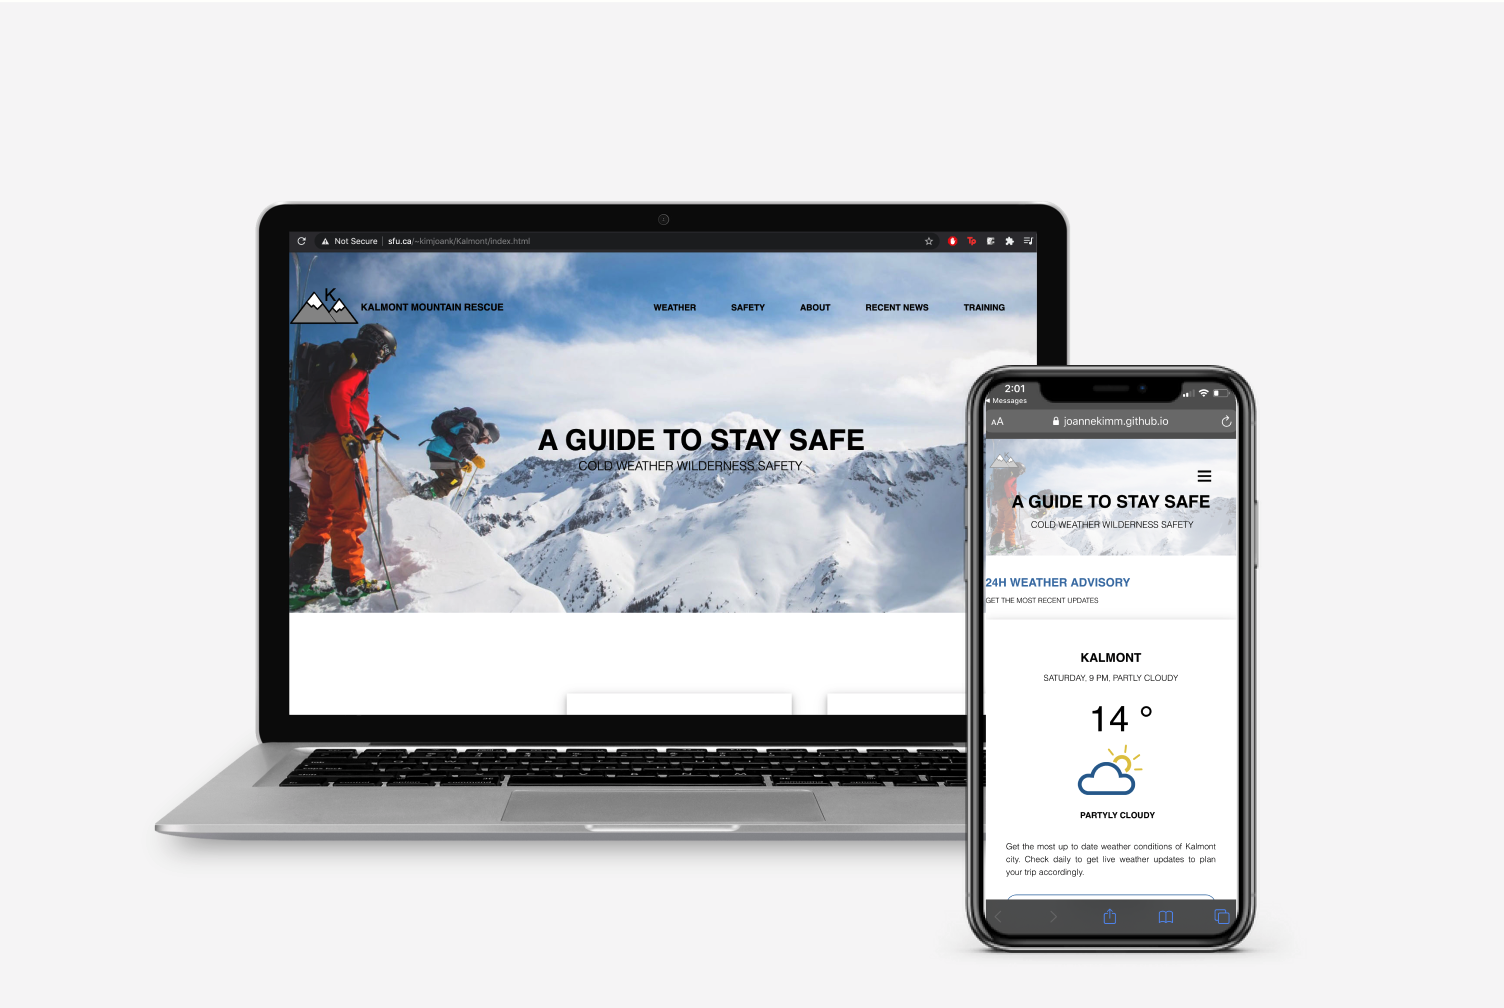 Not Secure | sfu.ca/~kimjoank/Kalmont/index.html
K
KALMONT MOUNTAIN RESCUE
WEATHER SAFETY ABOUT RECENT NEWS TRAINING
A GUIDE TO STAY SAFE
COLD WEATHER WILDERNESS SAFETY
2:01
Messages
AA joannekimm.github.io
A GUIDE TO STAY SAFE
COLD WEATHER WILDERNESS SAFETY
24H WEATHER ADVISORY
GET THE MOST RECENT UPDATES
KALMONT
SATURDAY, 9 PM, PARTLY CLOUDY
14 °
PARTYLY CLOUDY
Get the most up to date weather conditions of Kalmont
city. Check daily to get live weather updates to plan
your trip accordingly.